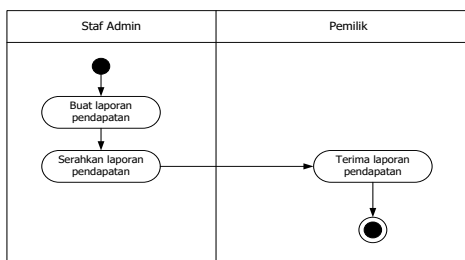 Staf Admin
Pemilik
Buat laporan
pendapatan
Serahkan laporan
pendapatan
Terima laporan
pendapatan